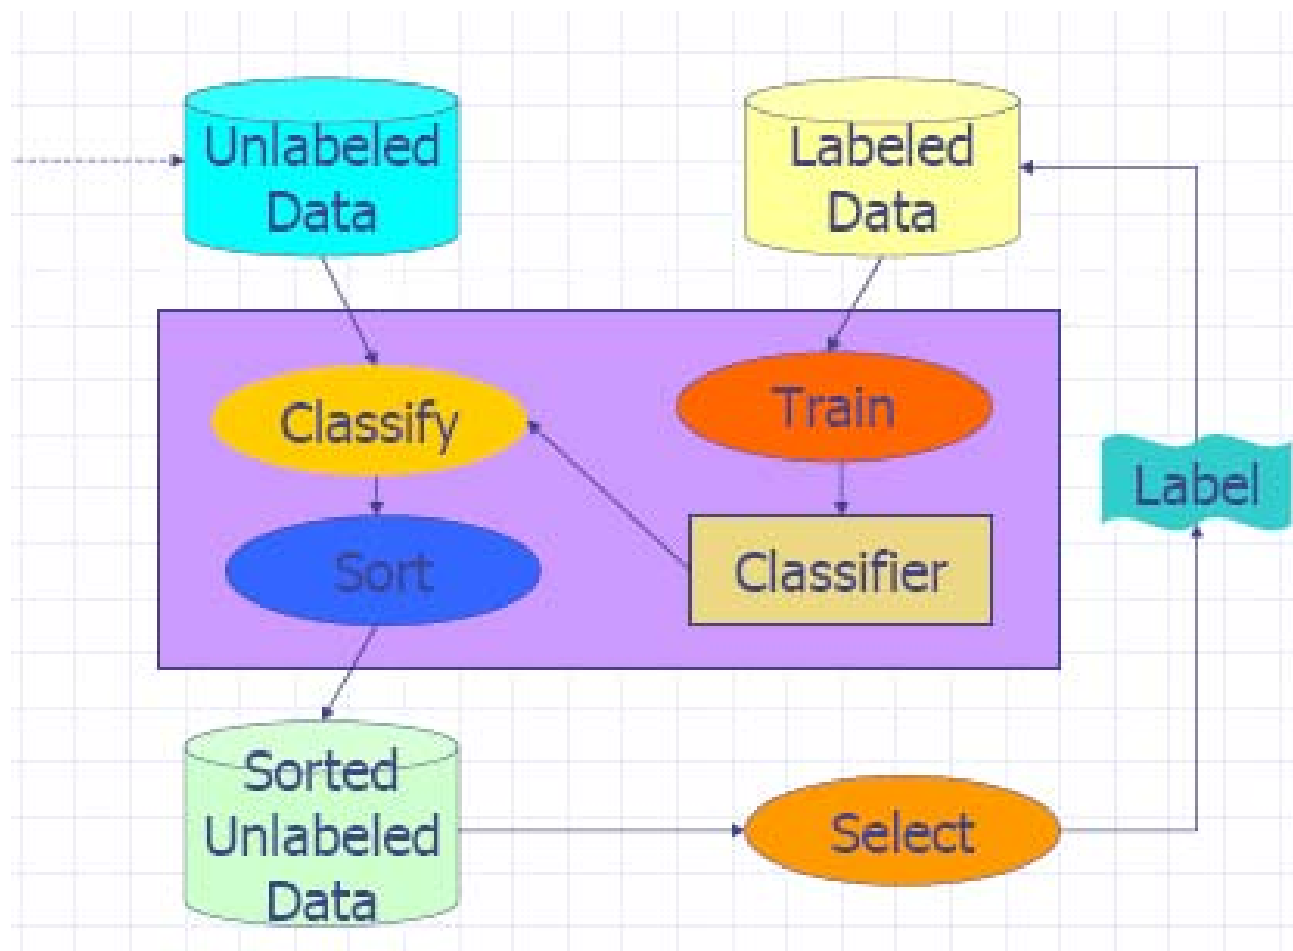 Unlabeled
Data
Labeled
Data
Classify
Train
Label
Sort
Classifier
Sorted
Unlabeled
Data
Select